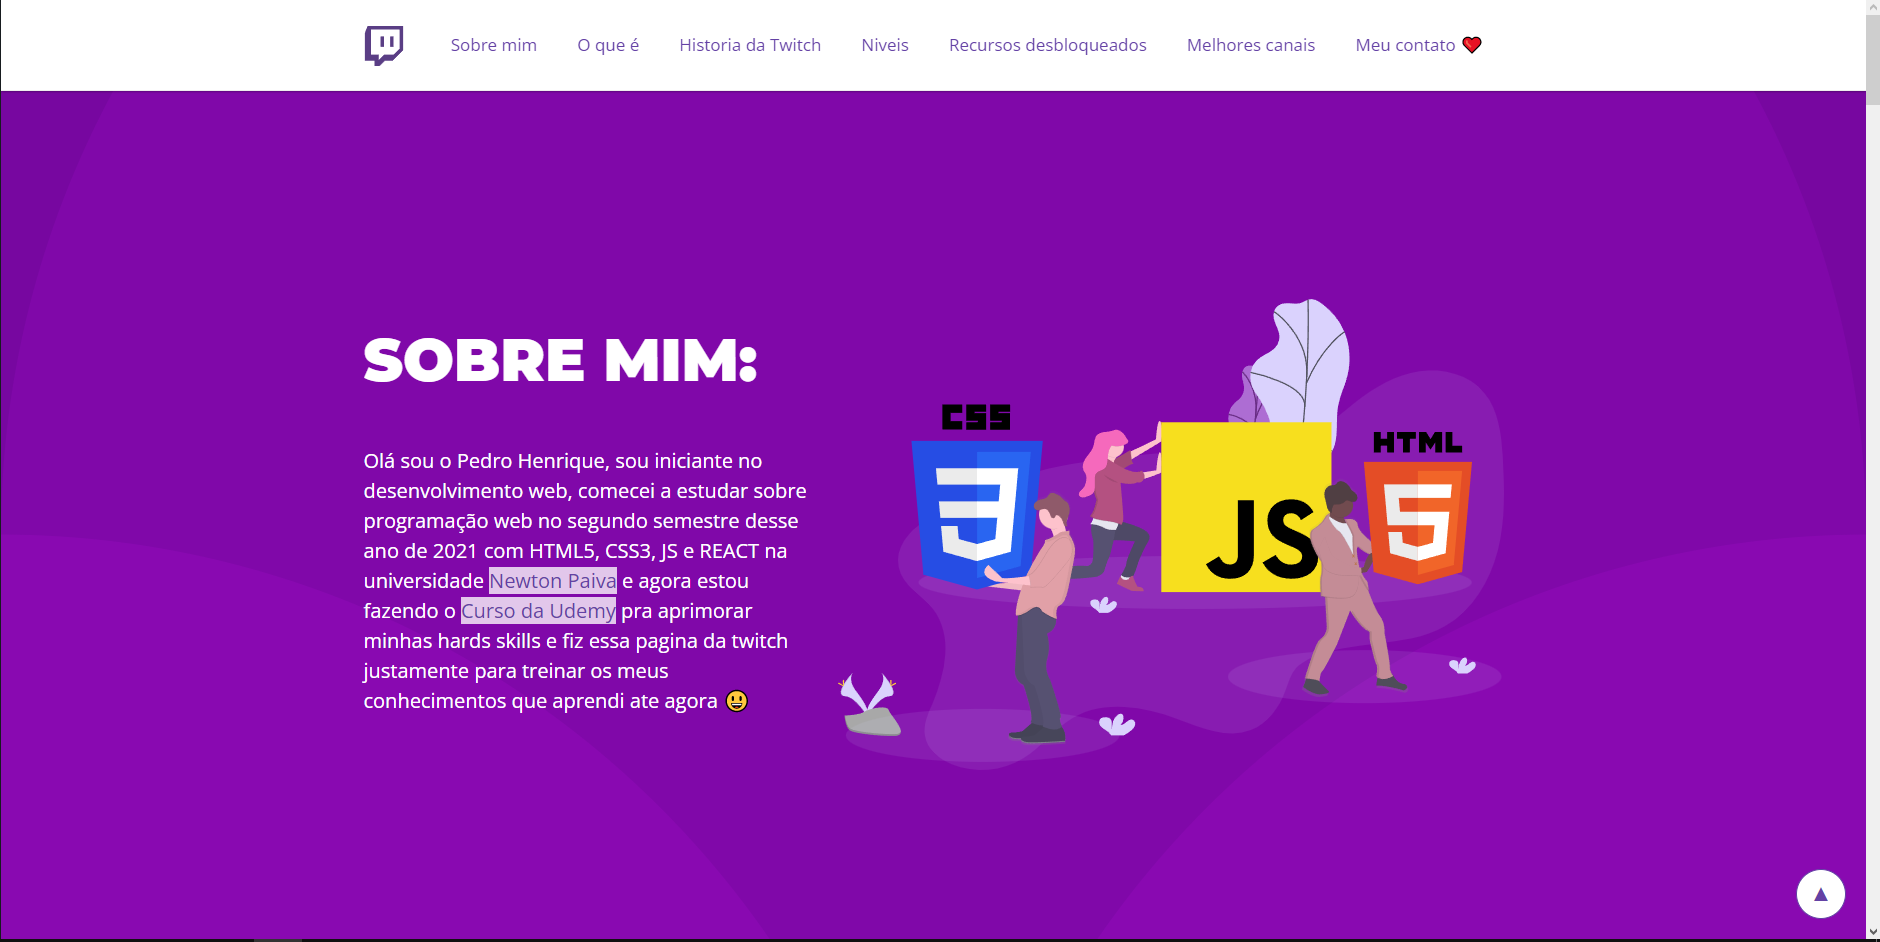 Sobre mim O que é Historia da Twitch Niveis Recursos desbloqueados Melhores canais Meu contato ❤
SOBRE MIM:
Olá sou o Pedro Henrique, sou iniciante no
desenvolvimento web, comecei a estudar sobre
programação web no segundo semestre desse
ano de 2021 com HTML5, CSS3, JS e REACT na
universidade Newton Paiva e agora estou
fazendo o Curso da Udemy pra aprimorar
minhas hards skills e fiz essa pagina da twitch
justamente para treinar os meus
conhecimentos que aprendi ate agora 😃
CSS
3
JS
HTML
5
▲